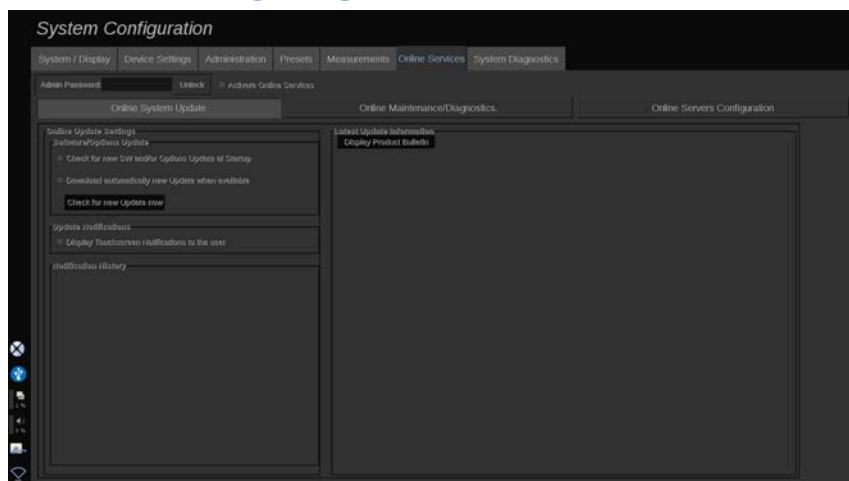 System Configuration
System / Display Device Settings Administration Presets Measurements Online Services System Diagnostics
Admin Password: Unlock Activate Online Services
Online System Update Online Maintenance/Diagnostics. Online Servers Configuration
Online Update Settings
Software/Options Update
Check for new SW and/or Options Update at Startup
Download automatically new Update when available
Check for new Update now
Update Notifications
Display Touchscreen Notifications to the user
Notification History
Latest Update Information
Display Product Bulletin